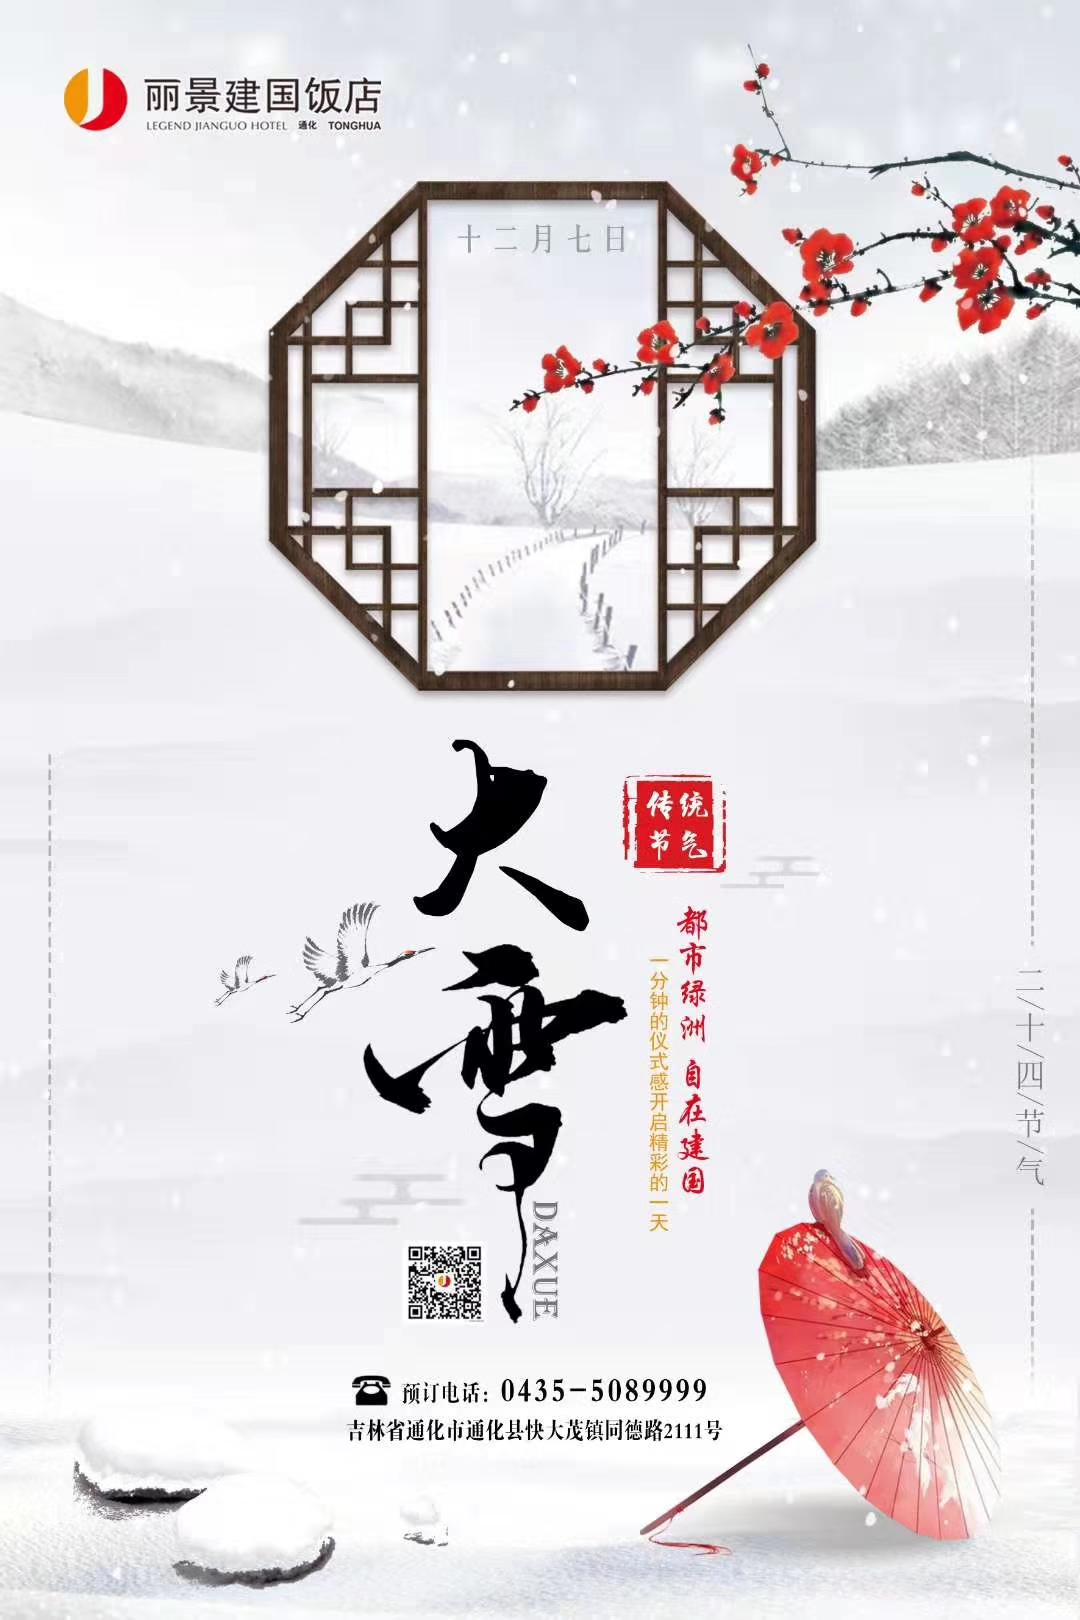 丽景建国饭店
LEGEND JIANGUO HOTEL 通化 TONGHUA
十二月七日
大雪
DAXUE
传统
节气
都市绿洲 自在建国
一分钟的仪式感开启精彩的一天
二/十/四/节/气
预订电话：0435-5089999
吉林省通化市通化县快大茂镇同德路2111号